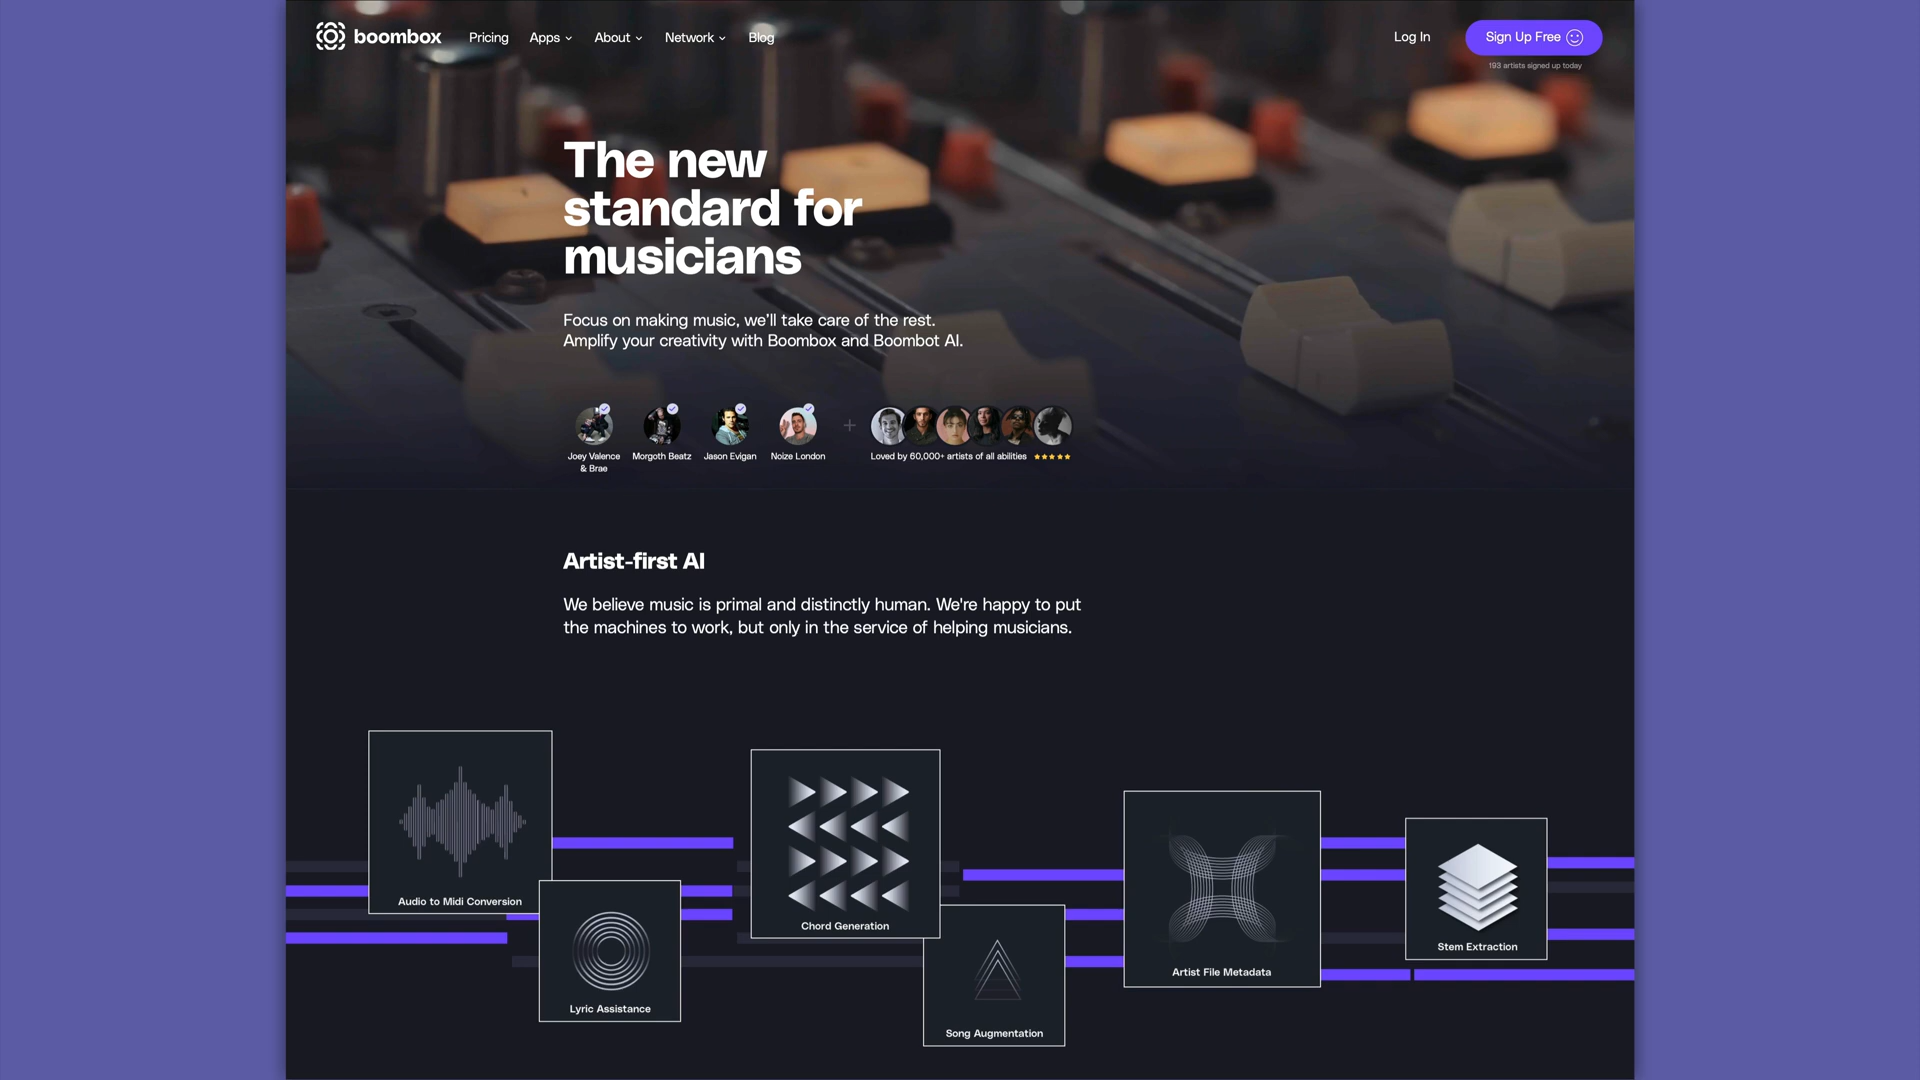 boombox
Pricing
Apps
About
Network
Blog
Log In
Sign Up Free
193 artists signed up today
The new
standard for
musicians
Focus on making music, we’ll take care of the rest.
Amplify your creativity with Boombox and Boombot AI.
Joey Valence
& Brae
Morgoth Beatz
Jason Evigan
Noize London
+
Loved by 60,000+ artists of all abilities
Artist-first AI
We believe music is primal and distinctly human. We're happy to put
the machines to work, but only in the service of helping musicians.
Audio to Midi Conversion
Lyric Assistance
Chord Generation
Song Augmentation
Artist File Metadata
Stem Extraction